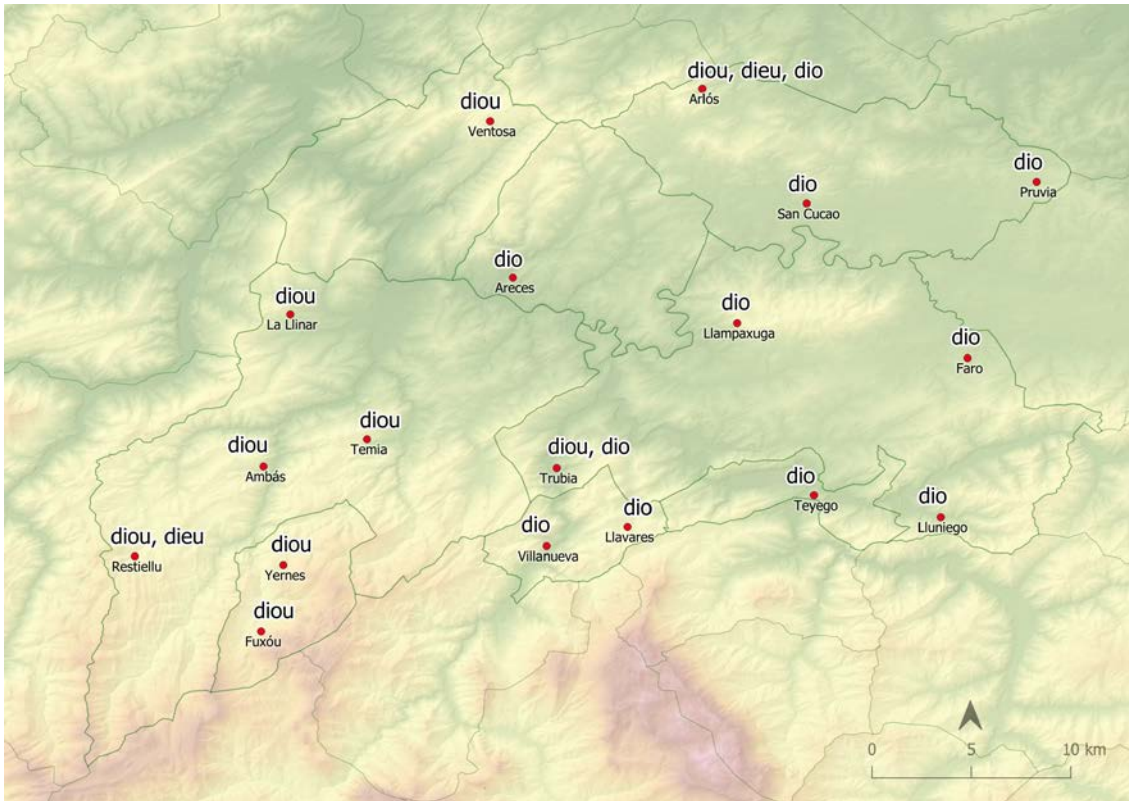 diou, dieu, dio
Arlós
diou
Ventosa
dio
Pruvia
dio
San Cucao
dio
Areces
diou
La Llinar
dio
Llampaxuga
dio
Faro
diou
Temia
diou
Ambás
diou, dio
Trubia
dio
Teyego
dio
Lluniego
dio
Llavares
dio
Villanueva
diou, dieu
Restiellu
diou
Yernes
diou
Fuxóu
0 5 10 km